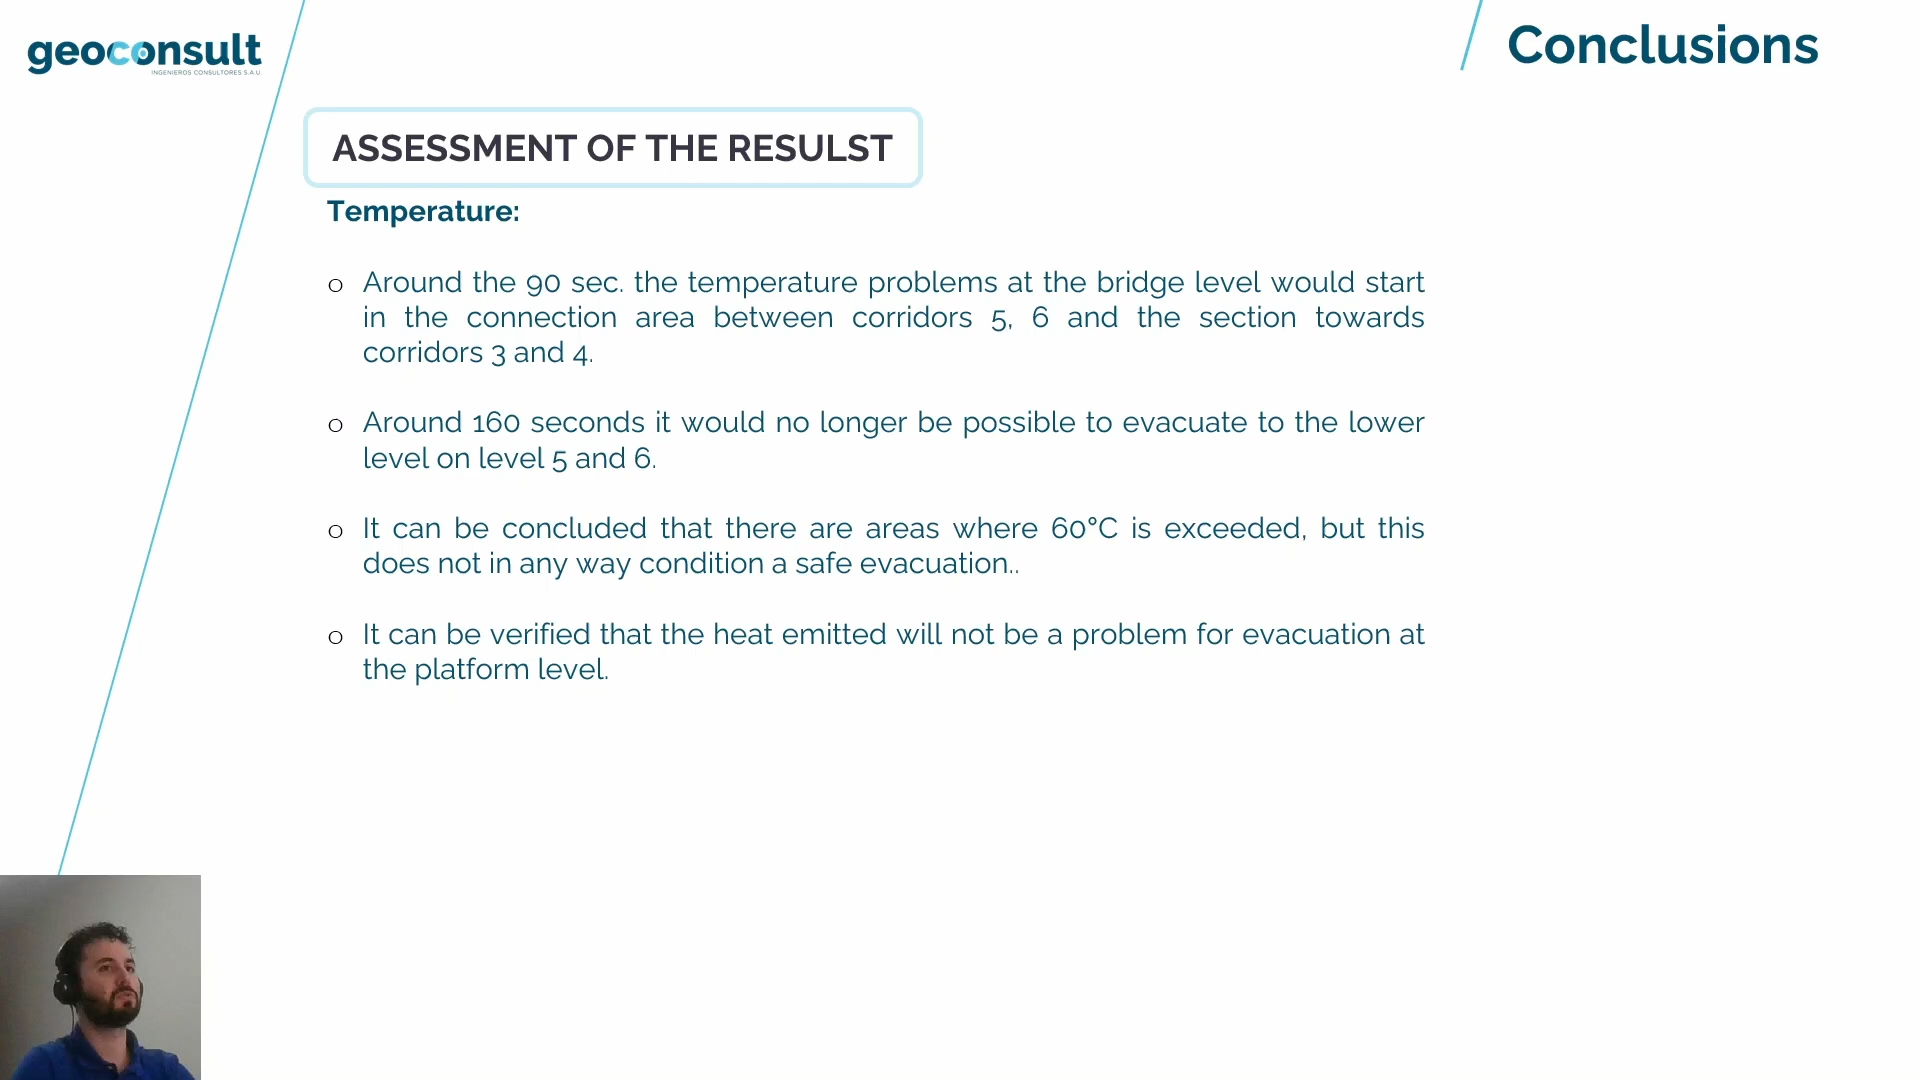 geoconsult
INGENIEROS CONSULTORES S.A.U.
Conclusions
ASSESSMENT OF THE RESULST
Temperature:
o Around the 90 sec. the temperature problems at the bridge level would start
in the connection area between corridors 5, 6 and the section towards
corridors 3 and 4.
o Around 160 seconds it would no longer be possible to evacuate to the lower
level on level 5 and 6.
o It can be concluded that there are areas where 60°C is exceeded, but this
does not in any way condition a safe evacuation..
o It can be verified that the heat emitted will not be a problem for evacuation at
the platform level.